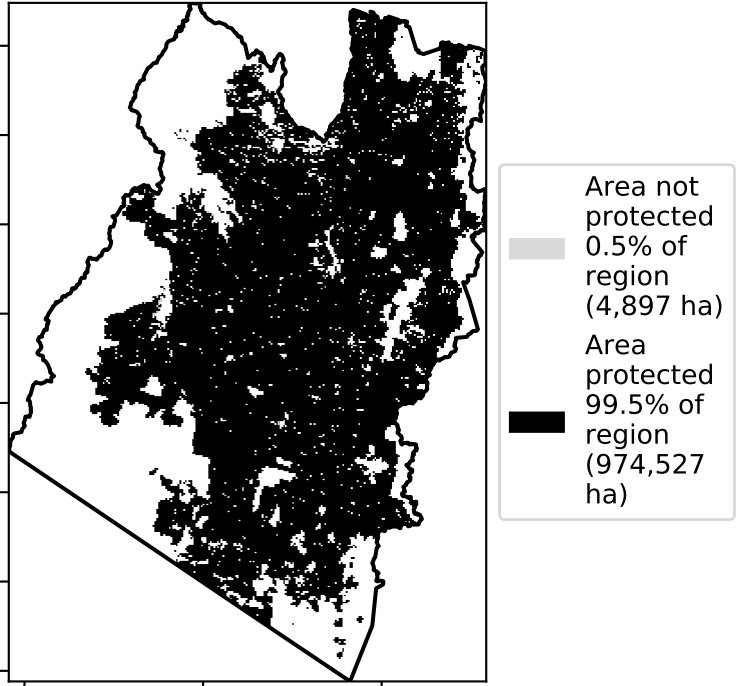 Area not
protected
0.5% of
region
(4,897 ha)
Area
protected
99.5% of
region
(974,527
ha)